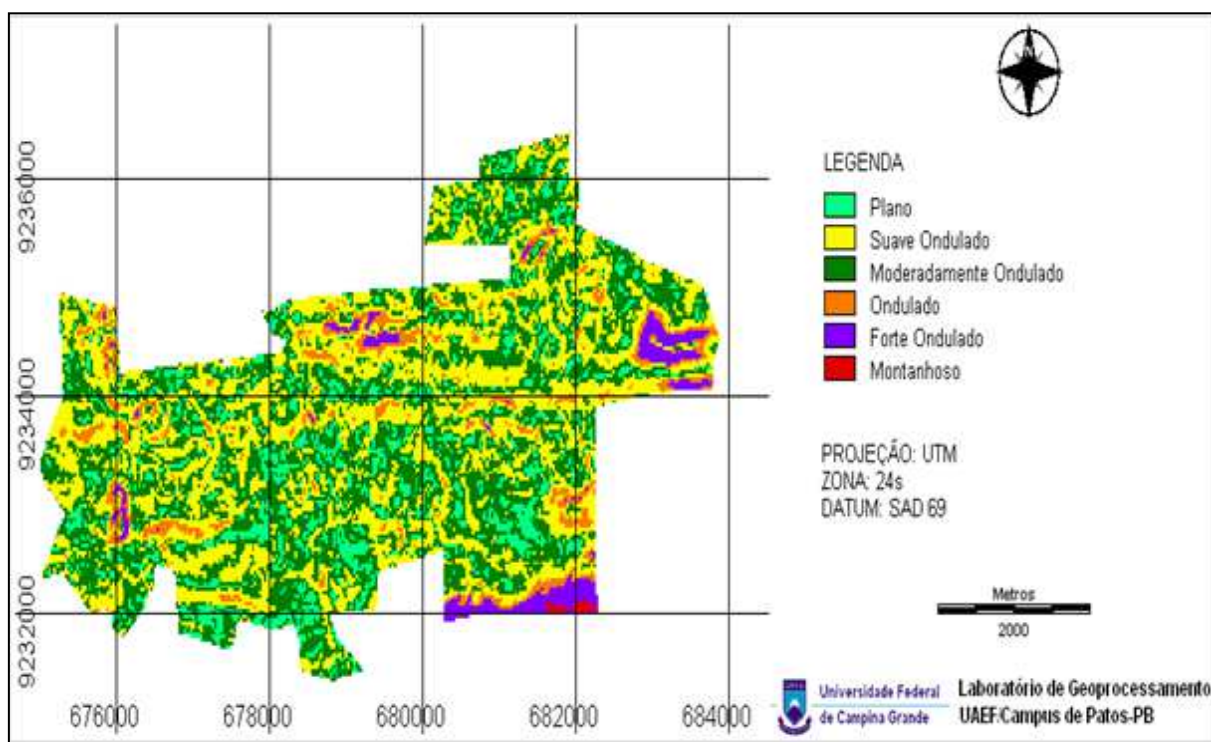 LEGENDA
Plano
Suave Ondulado
Moderadamente Ondulado
Ondulado
Forte Ondulado
Montanhoso
PROJEÇÃO: UTM
ZONA: 24s
DATUM: SAD 69
Metros
2000
9236000
9234000
9232000
676000
678000
680000
682000
684000
Universidade Federal
de Campina Grande
Laboratório de Geoprocessamento
UAEF/Campus de Patos-PB